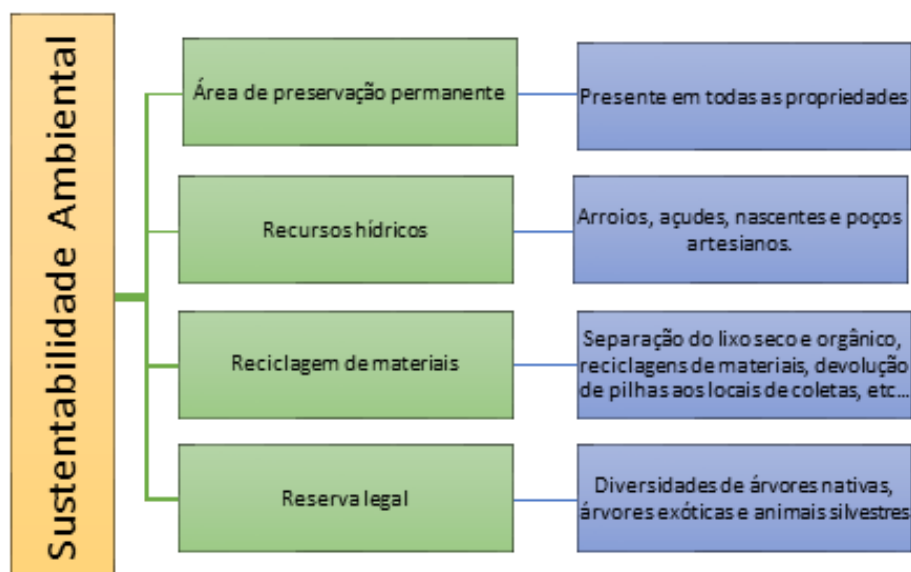 Sustentabilidade Ambiental
Área de preservação permanente
Presente em todas as propriedades
Recursos hídricos
Arroios, açudes, nascentes e poços
artesianos.
Reciclagem de materiais
Separação do lixo seco e orgânico,
reciclagens de materiais, devolução
de pilhas aos locais de coletas, etc...
Reserva legal
Diversidades de árvores nativas,
árvores exóticas e animais silvestres